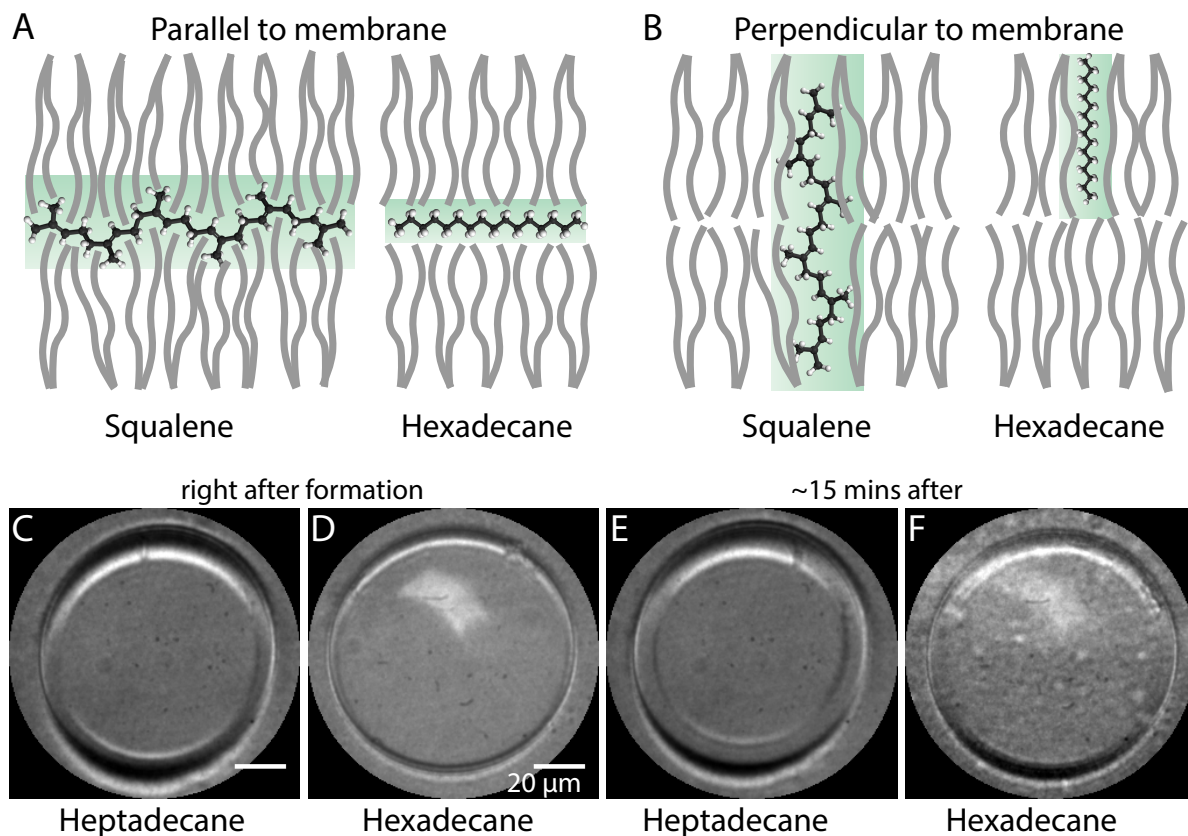 A Parallel to membrane
B Perpendicular to membrane
Squalene
Hexadecane
Squalene
Hexadecane
right after formation
~15 mins after
C
D
E
F
20 µm
Heptadecane
Hexadecane
Heptadecane
Hexadecane